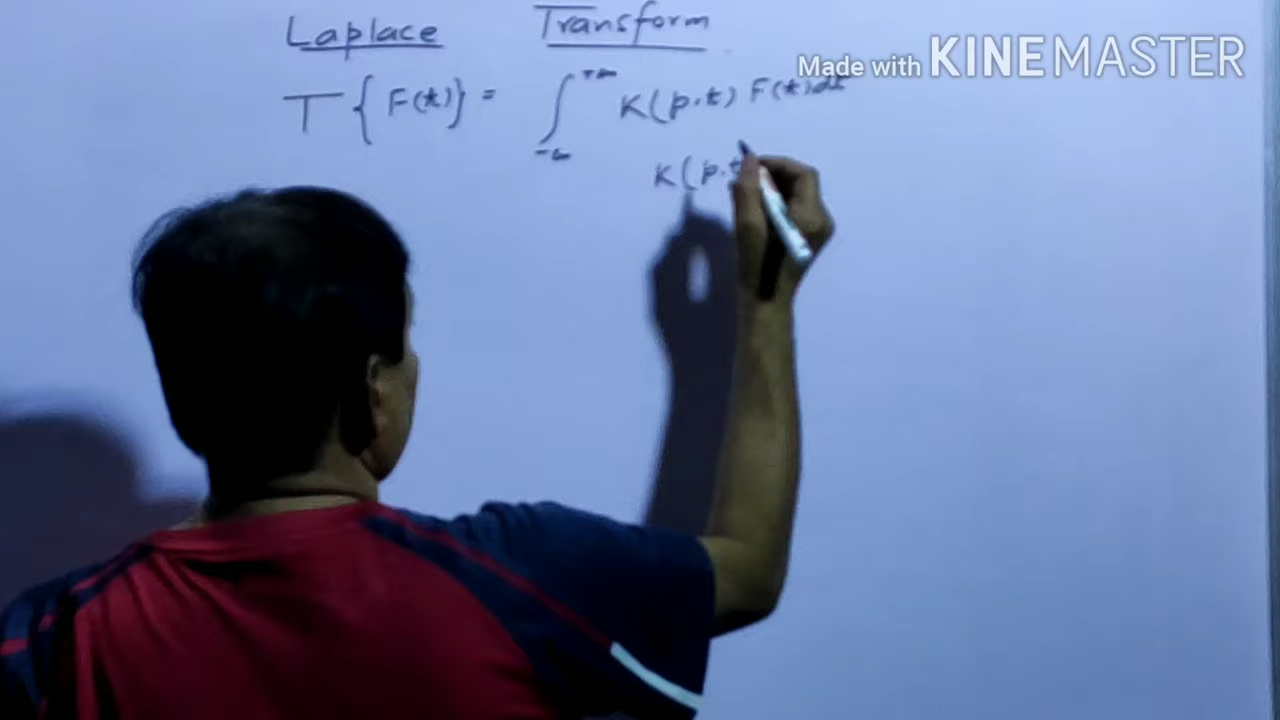 Laplace Transform
Made with KINEMASTER
T { F(t)} = ∫_{-∞}^{+∞} K(p.t) F(t)dt
K(p.t